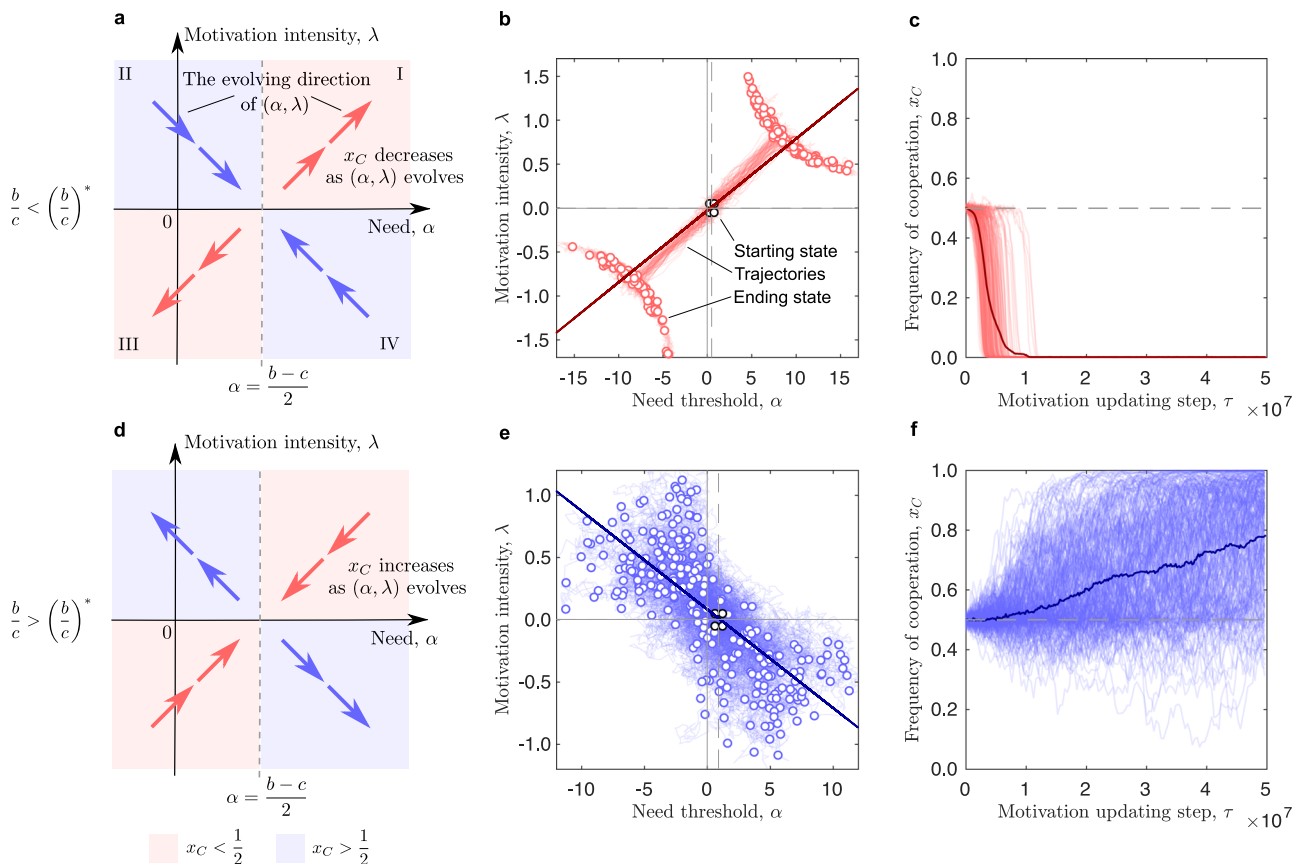 a
Motivation intensity, λ
II
I
The evolving direction
of (α, λ)
x_C decreases
as (α, λ) evolves
b/c < (b/c)*
0
Need, α
III
IV
α = (b − c)/2
b
Motivation intensity, λ
1.5
1.0
0.5
0.0
-0.5
-1.0
-1.5
Starting state
Trajectories
Ending state
-15
-10
-5
0
5
10
15
Need threshold, α
c
Frequency of cooperation, x_C
1.0
0.8
0.6
0.4
0.2
0.0
0
1
2
3
4
5
Motivation updating step, τ
×10^7
d
Motivation intensity, λ
x_C increases
as (α, λ) evolves
b/c > (b/c)*
0
Need, α
α = (b − c)/2
x_C < 1/2
x_C > 1/2
e
Motivation intensity, λ
1.0
0.5
0.0
-0.5
-1.0
-10
-5
0
5
10
Need threshold, α
f
Frequency of cooperation, x_C
1.0
0.8
0.6
0.4
0.2
0.0
0
1
2
3
4
5
Motivation updating step, τ
×10^7